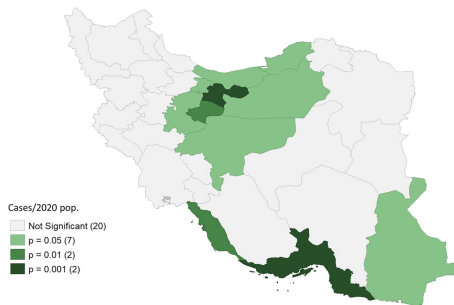 Cases/2020 pop.
Not Significant (20)
p = 0.05 (7)
p = 0.01 (2)
p = 0.001 (2)